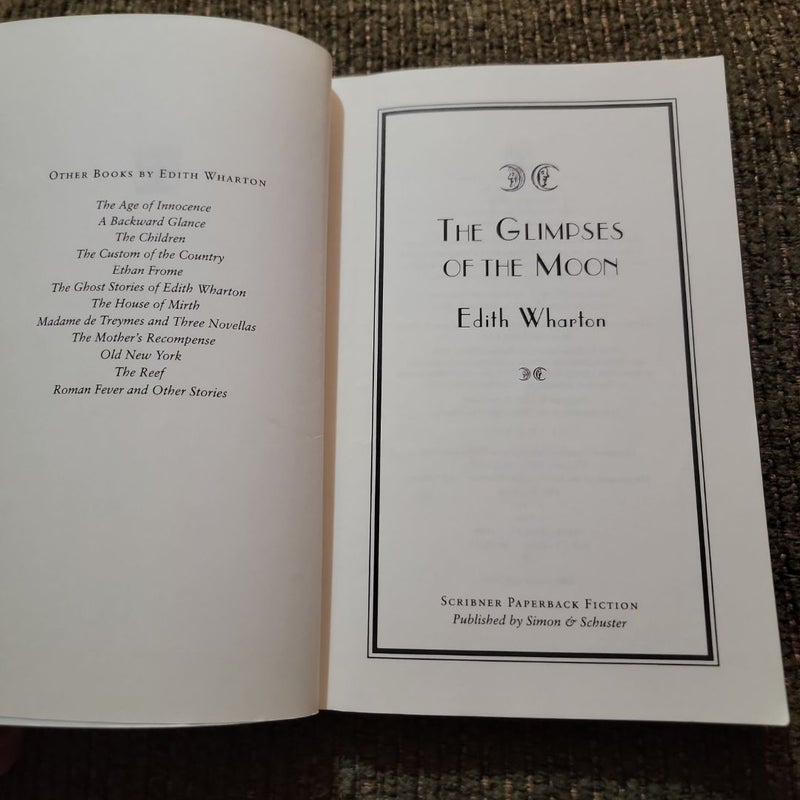 OTHER BOOKS BY EDITH WHARTON
The Age of Innocence
A Backward Glance
The Children
The Custom of the Country
Ethan Frome
The Ghost Stories of Edith Wharton
The House of Mirth
Madame de Treymes and Three Novellas
The Mother's Recompense
Old New York
The Reef
Roman Fever and Other Stories
THE GLIMPSES
OF THE MOON
Edith Wharton
SCRIBNER PAPERBACK FICTION
Published by Simon & Schuster